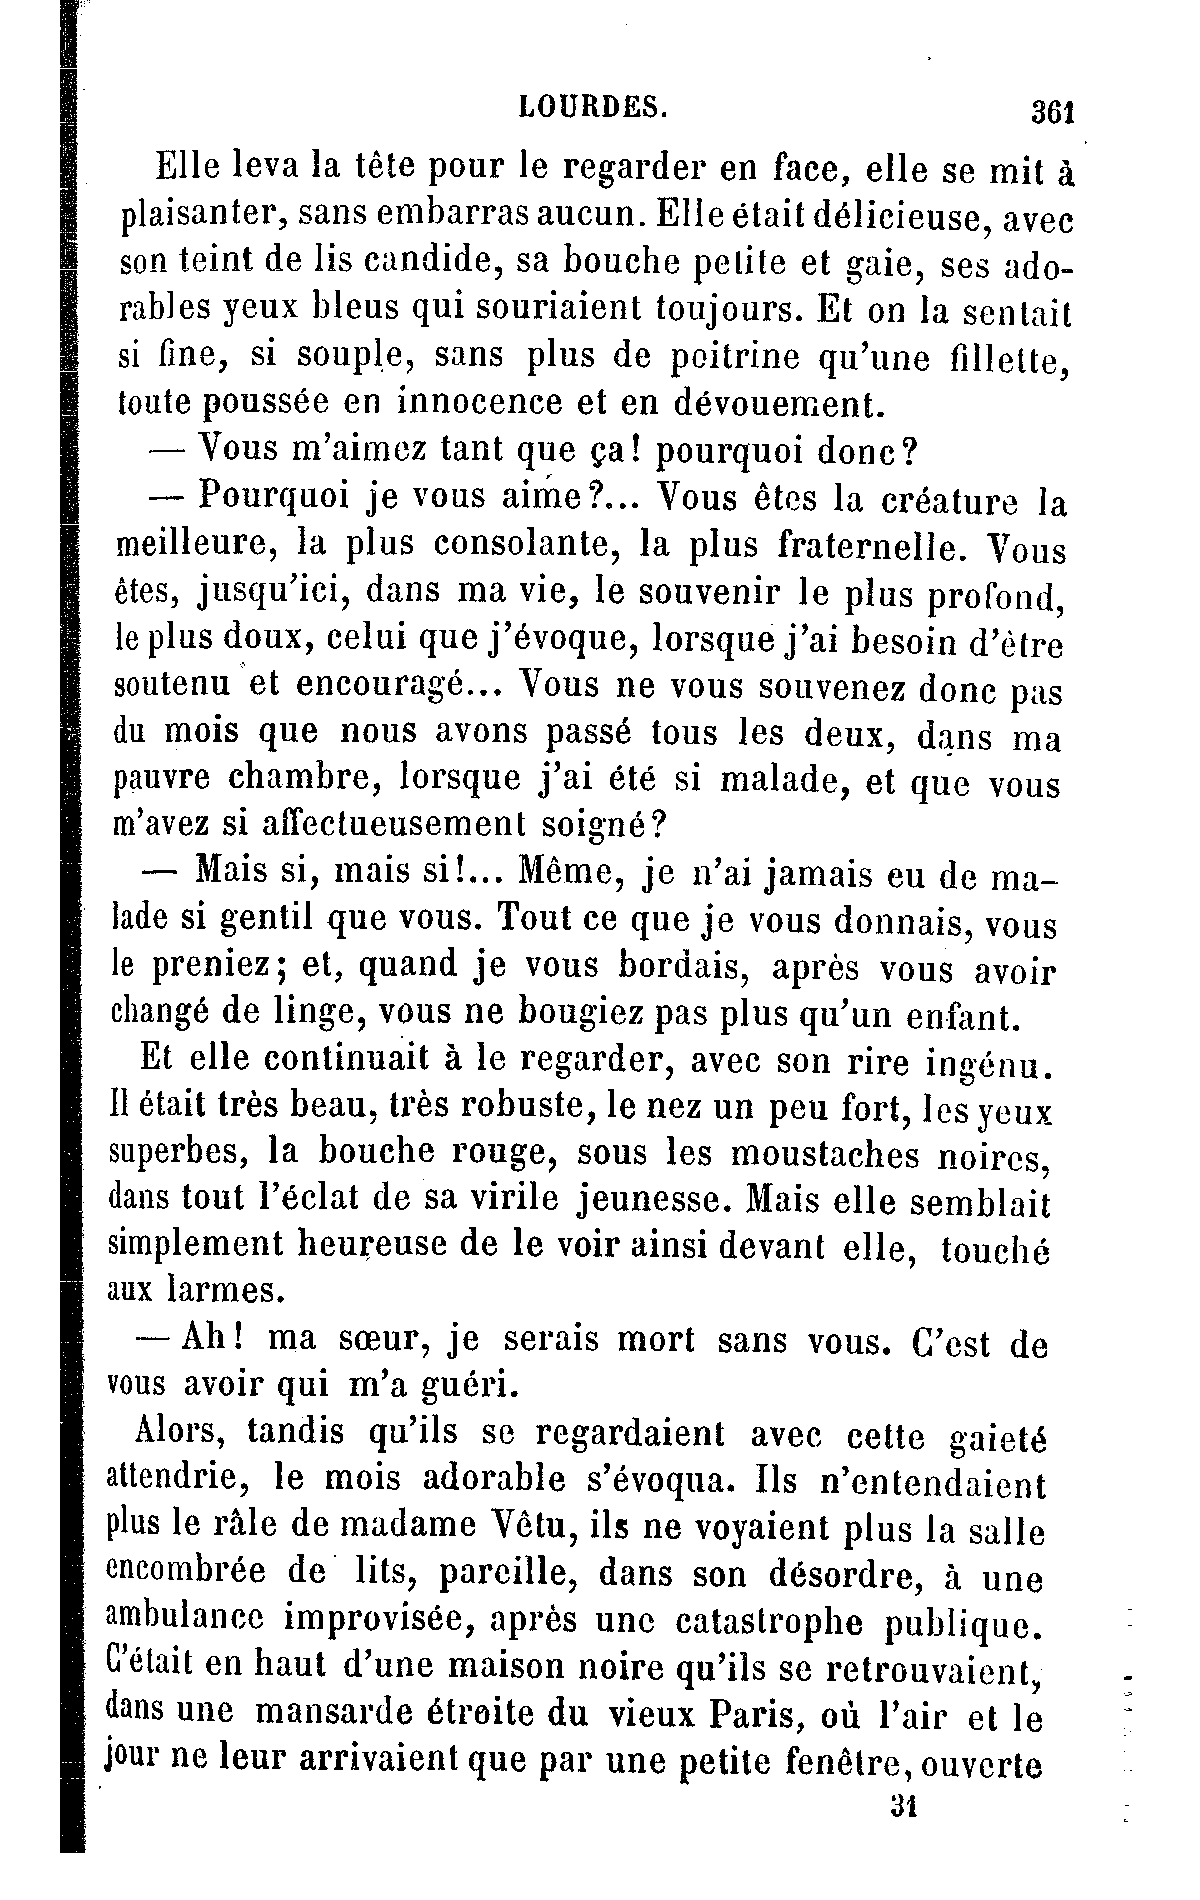 LOURDES. 361
Elle leva la tête pour le regarder en face, elle se mit à
plaisanter, sans embarras aucun. Elle était délicieuse, avec
son teint de lis candide, sa bouche petite et gaie, ses ado-
rables yeux bleus qui souriaient toujours. Et on la sentait
si fine, si souple, sans plus de poitrine qu'une fillette,
toute poussée en innocence et en dévouement.
— Vous m'aimez tant que ça! pourquoi donc?
— Pourquoi je vous aime?... Vous êtes la créature la
meilleure, la plus consolante, la plus fraternelle. Vous
êtes, jusqu'ici, dans ma vie, le souvenir le plus profond,
le plus doux, celui que j'évoque, lorsque j'ai besoin d'être
soutenu et encouragé... Vous ne vous souvenez donc pas
du mois que nous avons passé tous les deux, dans ma
pauvre chambre, lorsque j'ai été si malade, et que vous
m'avez si affectueusement soigné?
— Mais si, mais si!... Même, je n'ai jamais eu de ma-
lade si gentil que vous. Tout ce que je vous donnais, vous
le preniez; et, quand je vous bordais, après vous avoir
changé de linge, vous ne bougiez pas plus qu'un enfant.
Et elle continuait à le regarder, avec son rire ingénu.
Il était très beau, très robuste, le nez un peu fort, les yeux
superbes, la bouche rouge, sous les moustaches noires,
dans tout l'éclat de sa virile jeunesse. Mais elle semblait
simplement heureuse de le voir ainsi devant elle, touché
aux larmes.
— Ah! ma sœur, je serais mort sans vous. C'est de
vous avoir qui m'a guéri.
Alors, tandis qu'ils se regardaient avec cette gaieté
attendrie, le mois adorable s'évoqua. Ils n'entendaient
plus le râle de madame Vêtu, ils ne voyaient plus la salle
encombrée de lits, pareille, dans son désordre, à une
ambulance improvisée, après une catastrophe publique.
C'était en haut d'une maison noire qu'ils se retrouvaient,
dans une mansarde étroite du vieux Paris, où l'air et le
jour ne leur arrivaient que par une petite fenêtre, ouverte
31